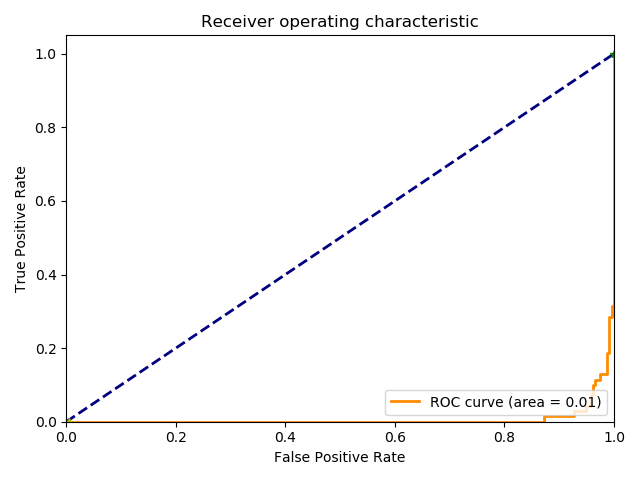 Receiver operating characteristic
True Positive Rate
1.0
0.8
0.6
0.4
0.2
0.0
ROC curve (area = 0.01)
0.0 0.2 0.4 0.6 0.8 1.0
False Positive Rate